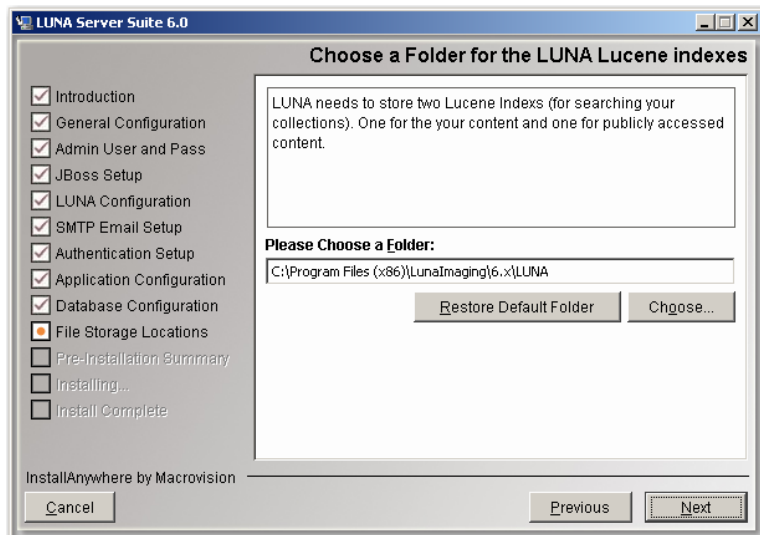 LUNA Server Suite 6.0
Choose a Folder for the LUNA Lucene indexes
Introduction
General Configuration
Admin User and Pass
JBoss Setup
LUNA Configuration
SMTP Email Setup
Authentication Setup
Application Configuration
Database Configuration
File Storage Locations
Pre-Installation Summary
Installing...
Install Complete
LUNA needs to store two Lucene Indexs (for searching your
collections). One for the your content and one for publicly accessed
content.
Please Choose a Folder:
C:\Program Files (x86)\LunaImaging\6.x\LUNA
Restore Default Folder
Choose...
InstallAnywhere by Macrovision
Cancel
Previous
Next